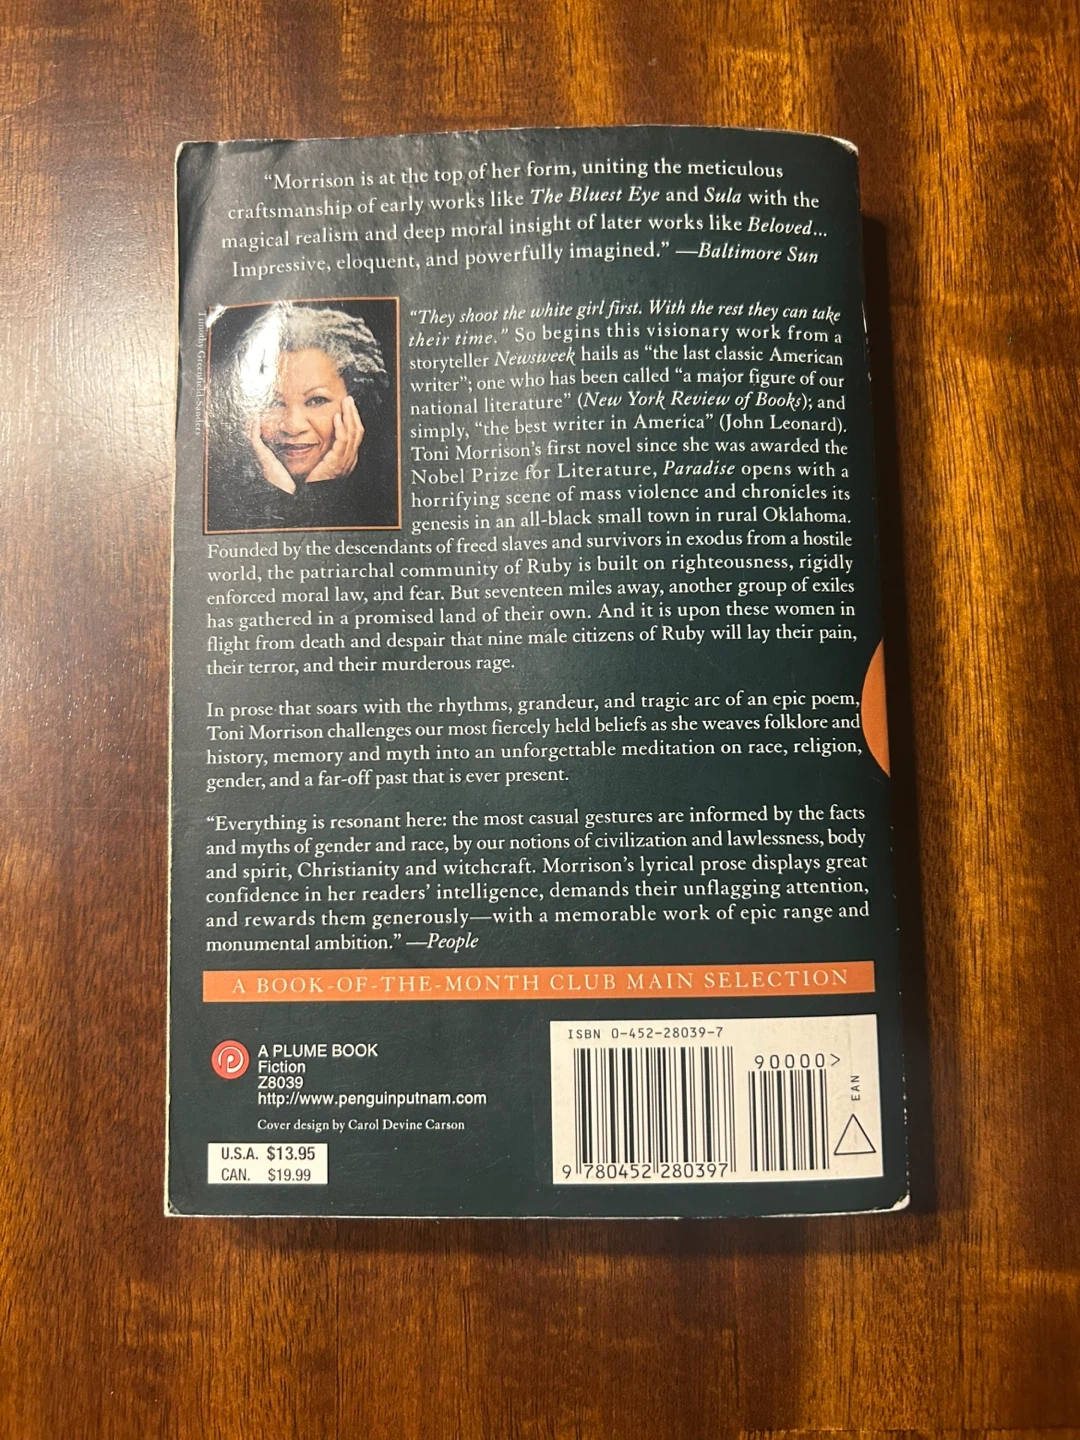 “Morrison is at the top of her form, uniting the meticulous
craftsmanship of early works like The Bluest Eye and Sula with the
magical realism and deep moral insight of later works like Beloved...
Impressive, eloquent, and powerfully imagined.” —Baltimore Sun
Timothy Greenfield-Sanders
“They shoot the white girl first. With the rest they can take
their time.” So begins this visionary work from a
storyteller Newsweek hails as “the last classic American
writer”; one who has been called “a major figure of our
national literature” (New York Review of Books); and
simply, “the best writer in America” (John Leonard).
Toni Morrison’s first novel since she was awarded the
Nobel Prize for Literature, Paradise opens with a
horrifying scene of mass violence and chronicles its
genesis in an all-black small town in rural Oklahoma.
Founded by the descendants of freed slaves and survivors in exodus from a hostile
world, the patriarchal community of Ruby is built on righteousness, rigidly
enforced moral law, and fear. But seventeen miles away, another group of exiles
has gathered in a promised land of their own. And it is upon these women in
flight from death and despair that nine male citizens of Ruby will lay their pain,
their terror, and their murderous rage.
In prose that soars with the rhythms, grandeur, and tragic arc of an epic poem,
Toni Morrison challenges our most fiercely held beliefs as she weaves folklore and
history, memory and myth into an unforgettable meditation on race, religion,
gender, and a far-off past that is ever present.
“Everything is resonant here: the most casual gestures are informed by the facts
and myths of gender and race, by our notions of civilization and lawlessness, body
and spirit, Christianity and witchcraft. Morrison’s lyrical prose displays great
confidence in her readers’ intelligence, demands their unflagging attention,
and rewards them generously—with a memorable work of epic range and
monumental ambition.” —People
A BOOK-OF-THE-MONTH CLUB MAIN SELECTION
A PLUME BOOK
Fiction
Z8039
http://www.penguinputnam.com
Cover design by Carol Devine Carson
U.S.A. $13.95
CAN. $19.99
ISBN 0-452-28039-7
90000>
EAN
9 780452 280397